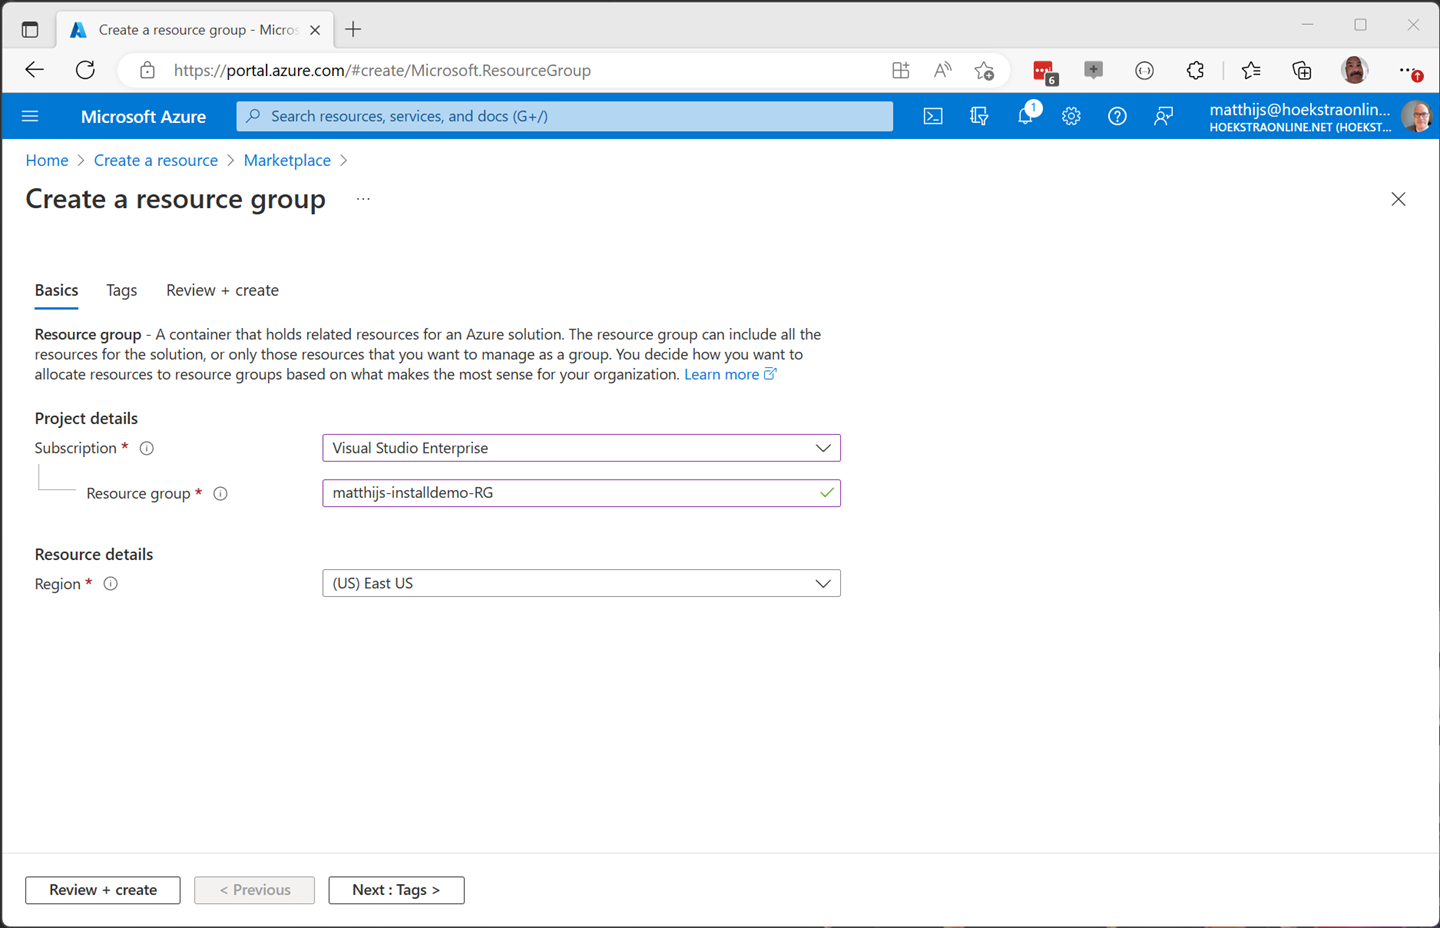 Create a resource group - Micros
https://portal.azure.com/#create/Microsoft.ResourceGroup
6
Microsoft Azure
Search resources, services, and docs (G+/)
1
matthijs@hoekstraonlin...
HOEKSTRAONLINE.NET (HOEKST...
Home > Create a resource > Marketplace >
Create a resource group ...
Basics Tags Review + create
Resource group - A container that holds related resources for an Azure solution. The resource group can include all the
resources for the solution, or only those resources that you want to manage as a group. You decide how you want to
allocate resources to resource groups based on what makes the most sense for your organization. Learn more
Project details
Subscription * Visual Studio Enterprise
Resource group * matthijs-installdemo-RG
Resource details
Region * (US) East US
Review + create < Previous Next : Tags >